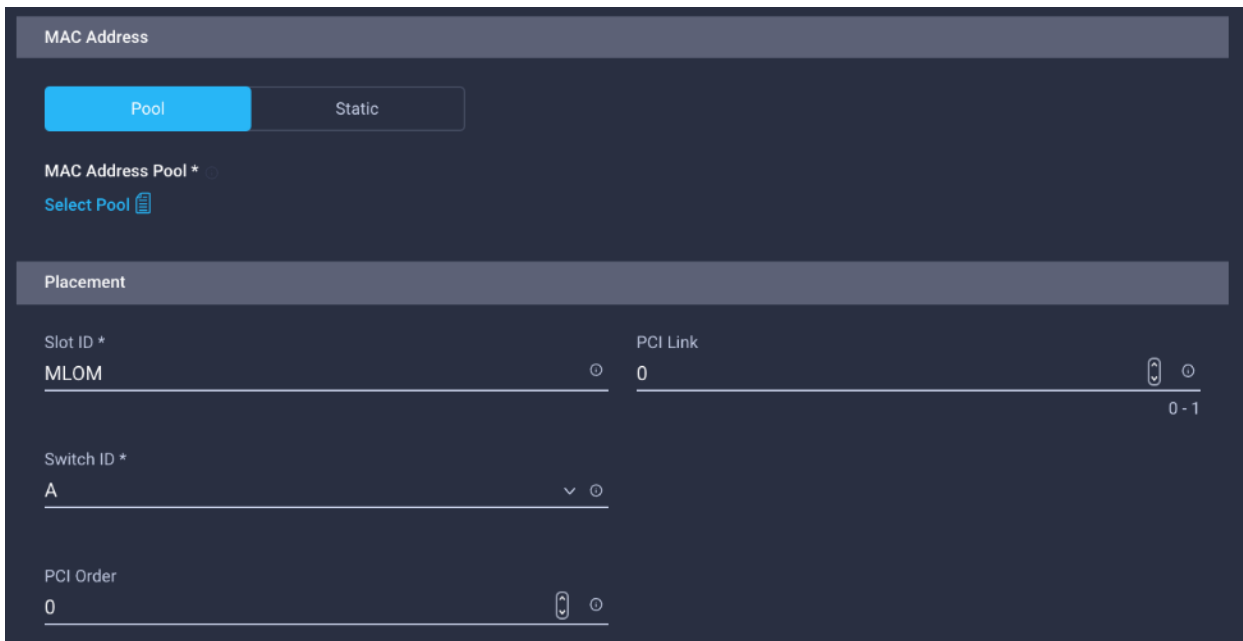 MAC Address
Pool
Static
MAC Address Pool *
Select Pool
Placement
Slot ID *
MLOM
PCI Link
0
0 - 1
Switch ID *
A
PCI Order
0